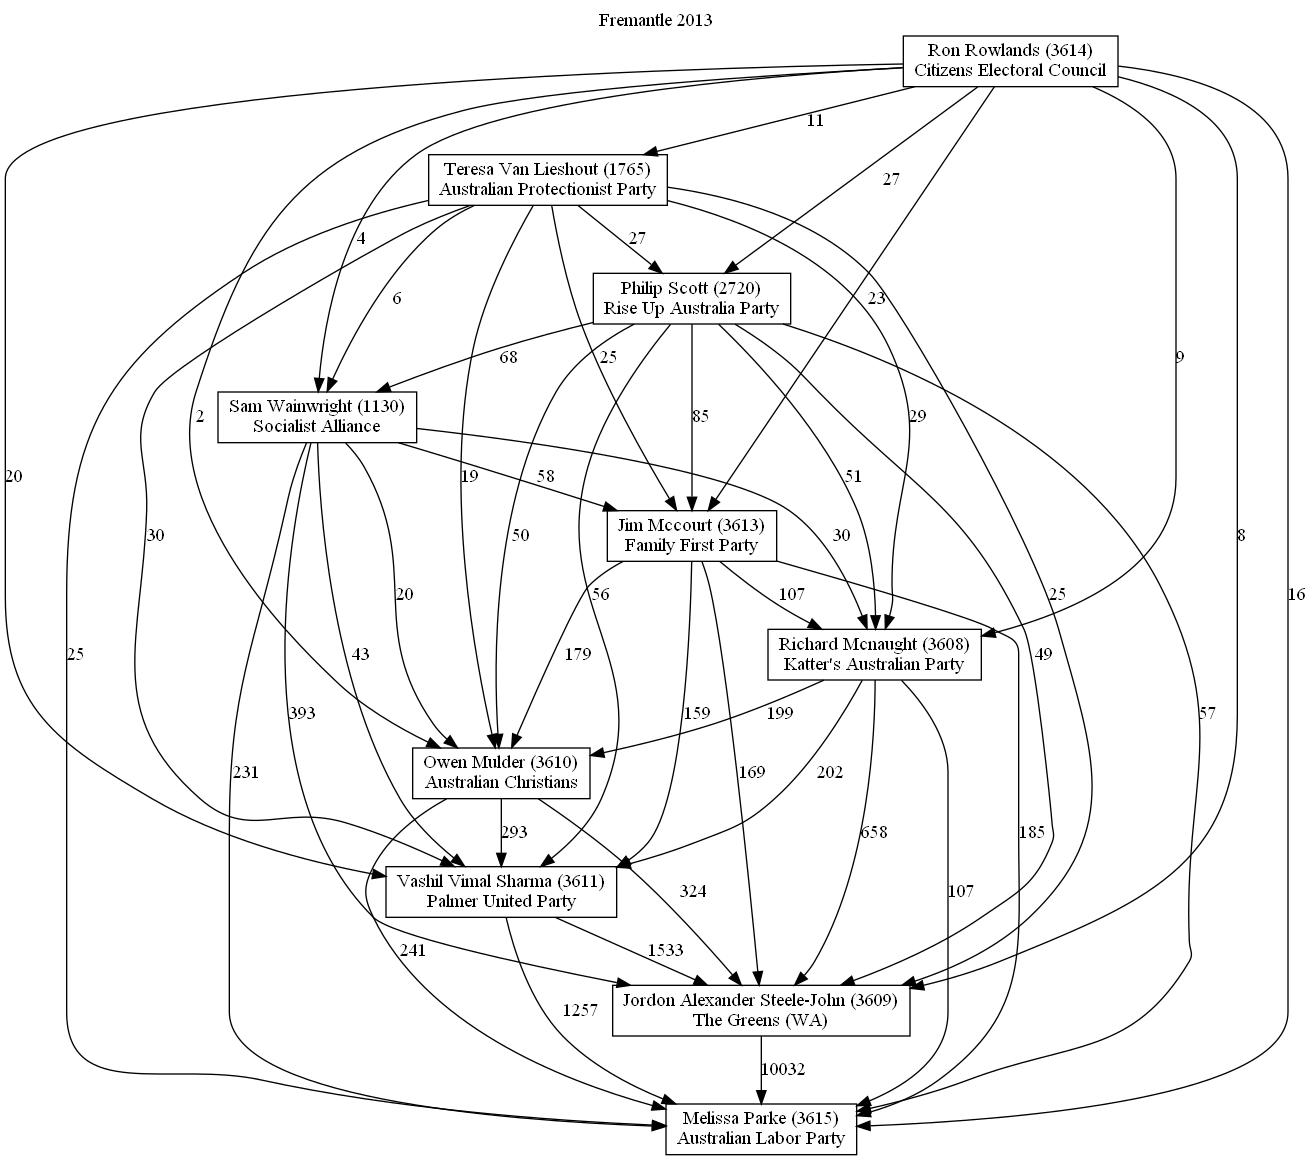 Fremantle 2013
Ron Rowlands (3614)
Citizens Electoral Council
11
Teresa Van Lieshout (1765)
Australian Protectionist Party
27
4
27
Philip Scott (2720)
Rise Up Australia Party
6
23
68
25
9
Sam Wainwright (1130)
Socialist Alliance
2
85
29
20
19
58
51
Jim Mccourt (3613)
Family First Party
30
50
30
8
20
56
107
25
16
Richard Mcnaught (3608)
Katter's Australian Party
25
43
179
49
393
159
199
57
Owen Mulder (3610)
Australian Christians
231
169
202
293
658
185
Vashil Vimal Sharma (3611)
Palmer United Party
324
107
241
1533
Jordon Alexander Steele-John (3609)
The Greens (WA)
1257
10032
Melissa Parke (3615)
Australian Labor Party